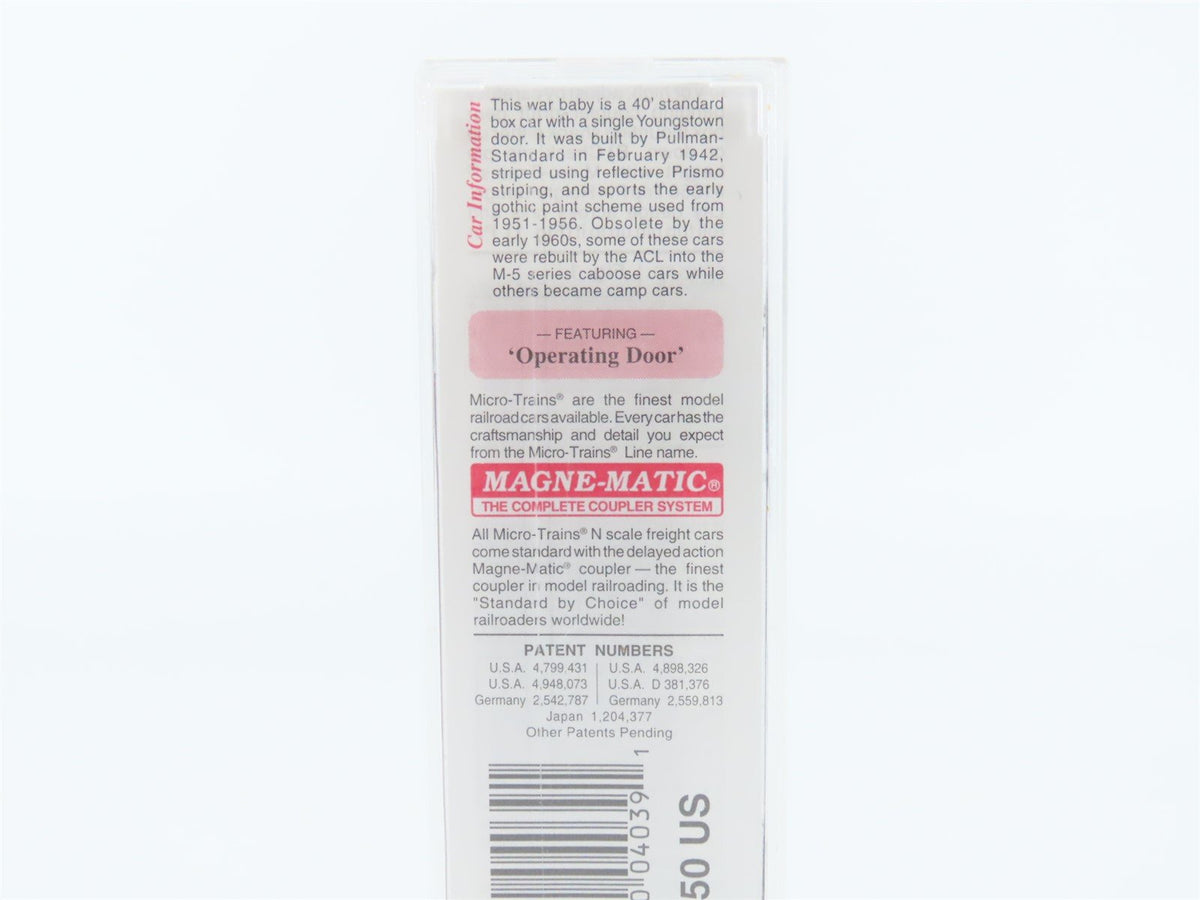 Car Information
This war baby is a 40' standard
box car with a single Youngstown
door. It was built by Pullman-
Standard in February 1942,
striped using reflective Prismo
striping, and sports the early
gothic paint scheme used from
1951-1956. Obsolete by the
early 1960s, some of these cars
were rebuilt by the ACL into the
M-5 series caboose cars while
others became camp cars.
— FEATURING —
'Operating Door'
Micro-Trains® are the finest model
railroad cars available. Every car has the
craftsmanship and detail you expect
from the Micro-Trains® Line name.
MAGNE-MATIC®
THE COMPLETE COUPLER SYSTEM
All Micro-Trains® N scale freight cars
come standard with the delayed action
Magne-Matic® coupler — the finest
coupler in model railroading. It is the
"Standard by Choice" of model
railroaders worldwide!
PATENT NUMBERS
U.S.A. 4,799,431 | U.S.A. 4,898,326
U.S.A. 4,948,073 | U.S.A. D 381,376
Germany 2,542,787 | Germany 2,559,813
Japan 1,204,377
Other Patents Pending
04039 1
50 US